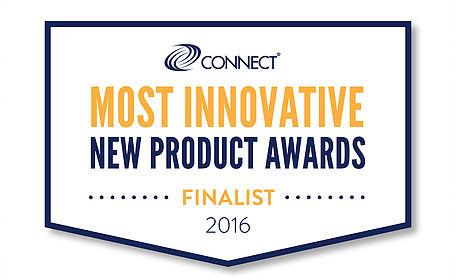 CONNECT®
MOST INNOVATIVE
NEW PRODUCT AWARDS
FINALIST
2016